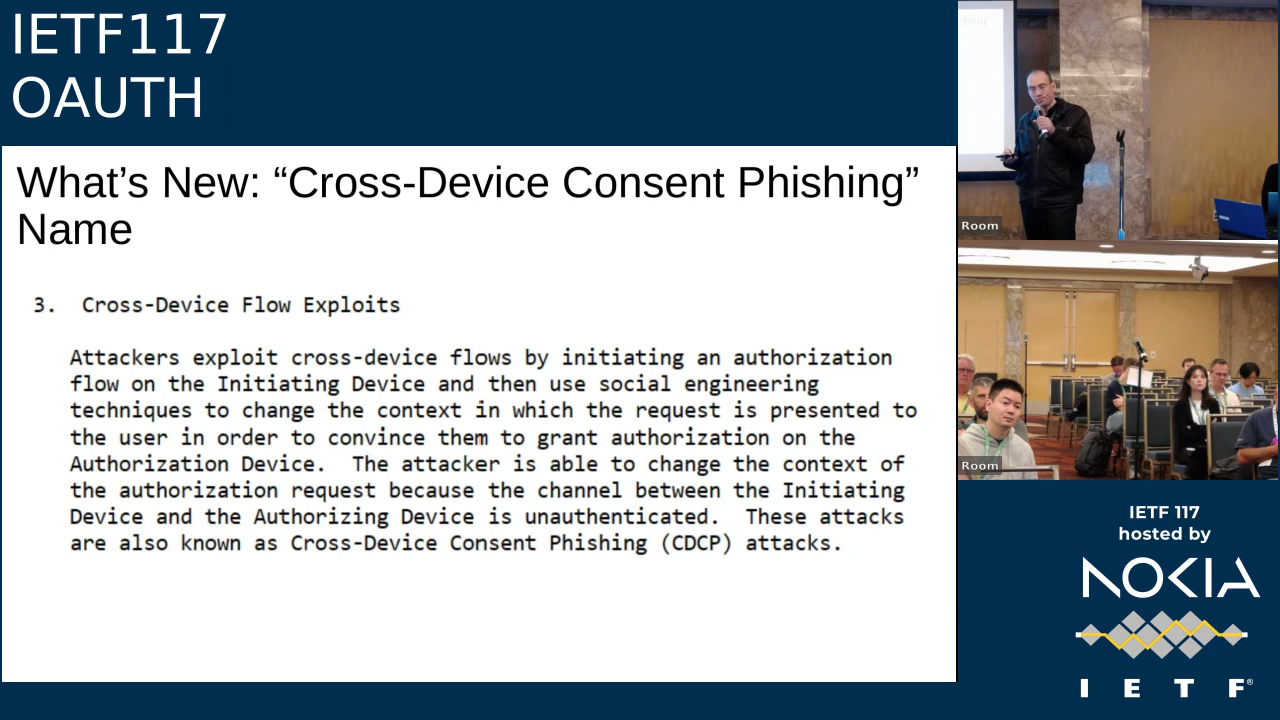 IETF117
OAUTH
What’s New: “Cross-Device Consent Phishing”
Name
3.  Cross-Device Flow Exploits
Attackers exploit cross-device flows by initiating an authorization
flow on the Initiating Device and then use social engineering
techniques to change the context in which the request is presented to
the user in order to convince them to grant authorization on the
Authorization Device.  The attacker is able to change the context of
the authorization request because the channel between the Initiating
Device and the Authorizing Device is unauthenticated.  These attacks
are also known as Cross-Device Consent Phishing (CDCP) attacks.
Room
Room
IETF 117
hosted by
NOKIA
I E T F®